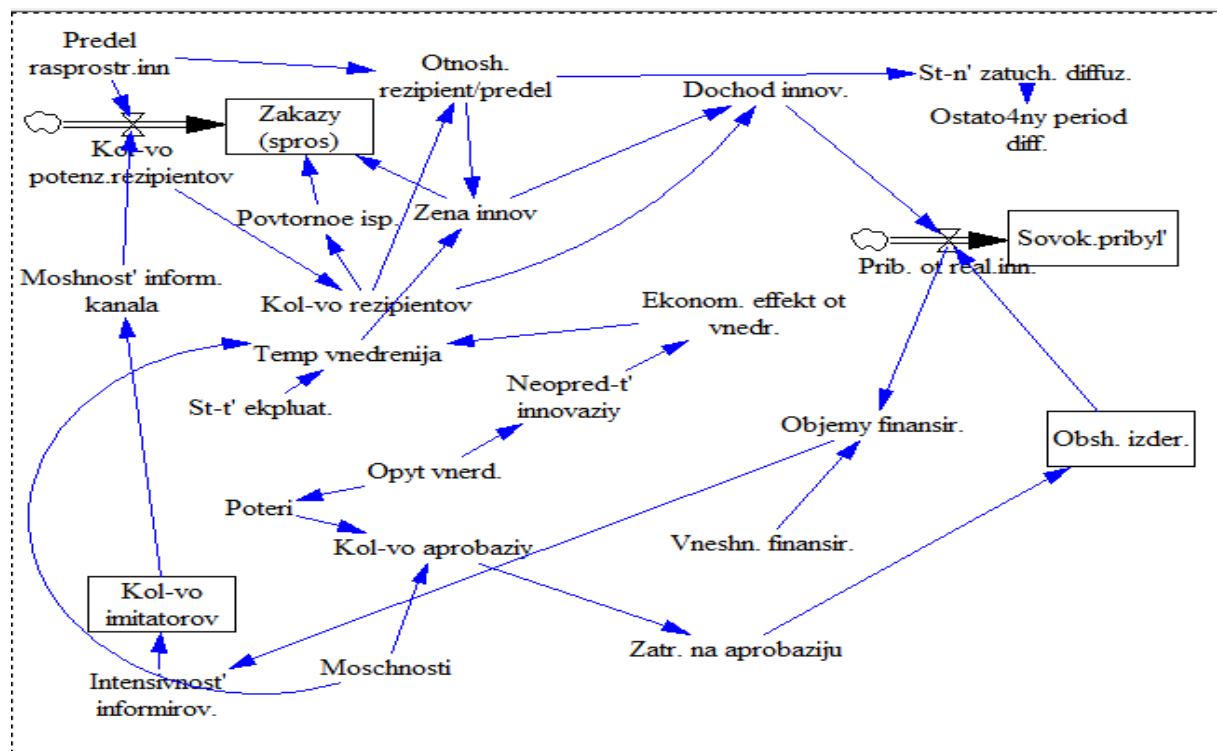 Predel
rasprostr.inn
Otnosh.
rezipient/predel
St-n' zatuch. diffuz.
Dochod innov.
Zakazy
(spros)
Ostato4ny period
diff.
Kol-vo
potenz.rezipientov
Povtornoe isp.
Zena innov
Sovok.pribyl'
Prib. ot real.inn.
Moshnost' inform.
kanala
Kol-vo rezipientov
Ekonom. effekt ot
vnedr.
Temp vnedrenija
Neopred-t'
innovaziy
St-t' ekpluat.
Objemy finansir.
Obsh. izder.
Opyt vnerd.
Poteri
Kol-vo aprobaziy
Vneshn. finansir.
Kol-vo
imitatorov
Zatr. na aprobaziju
Moschnosti
Intensivnost'
informirov.